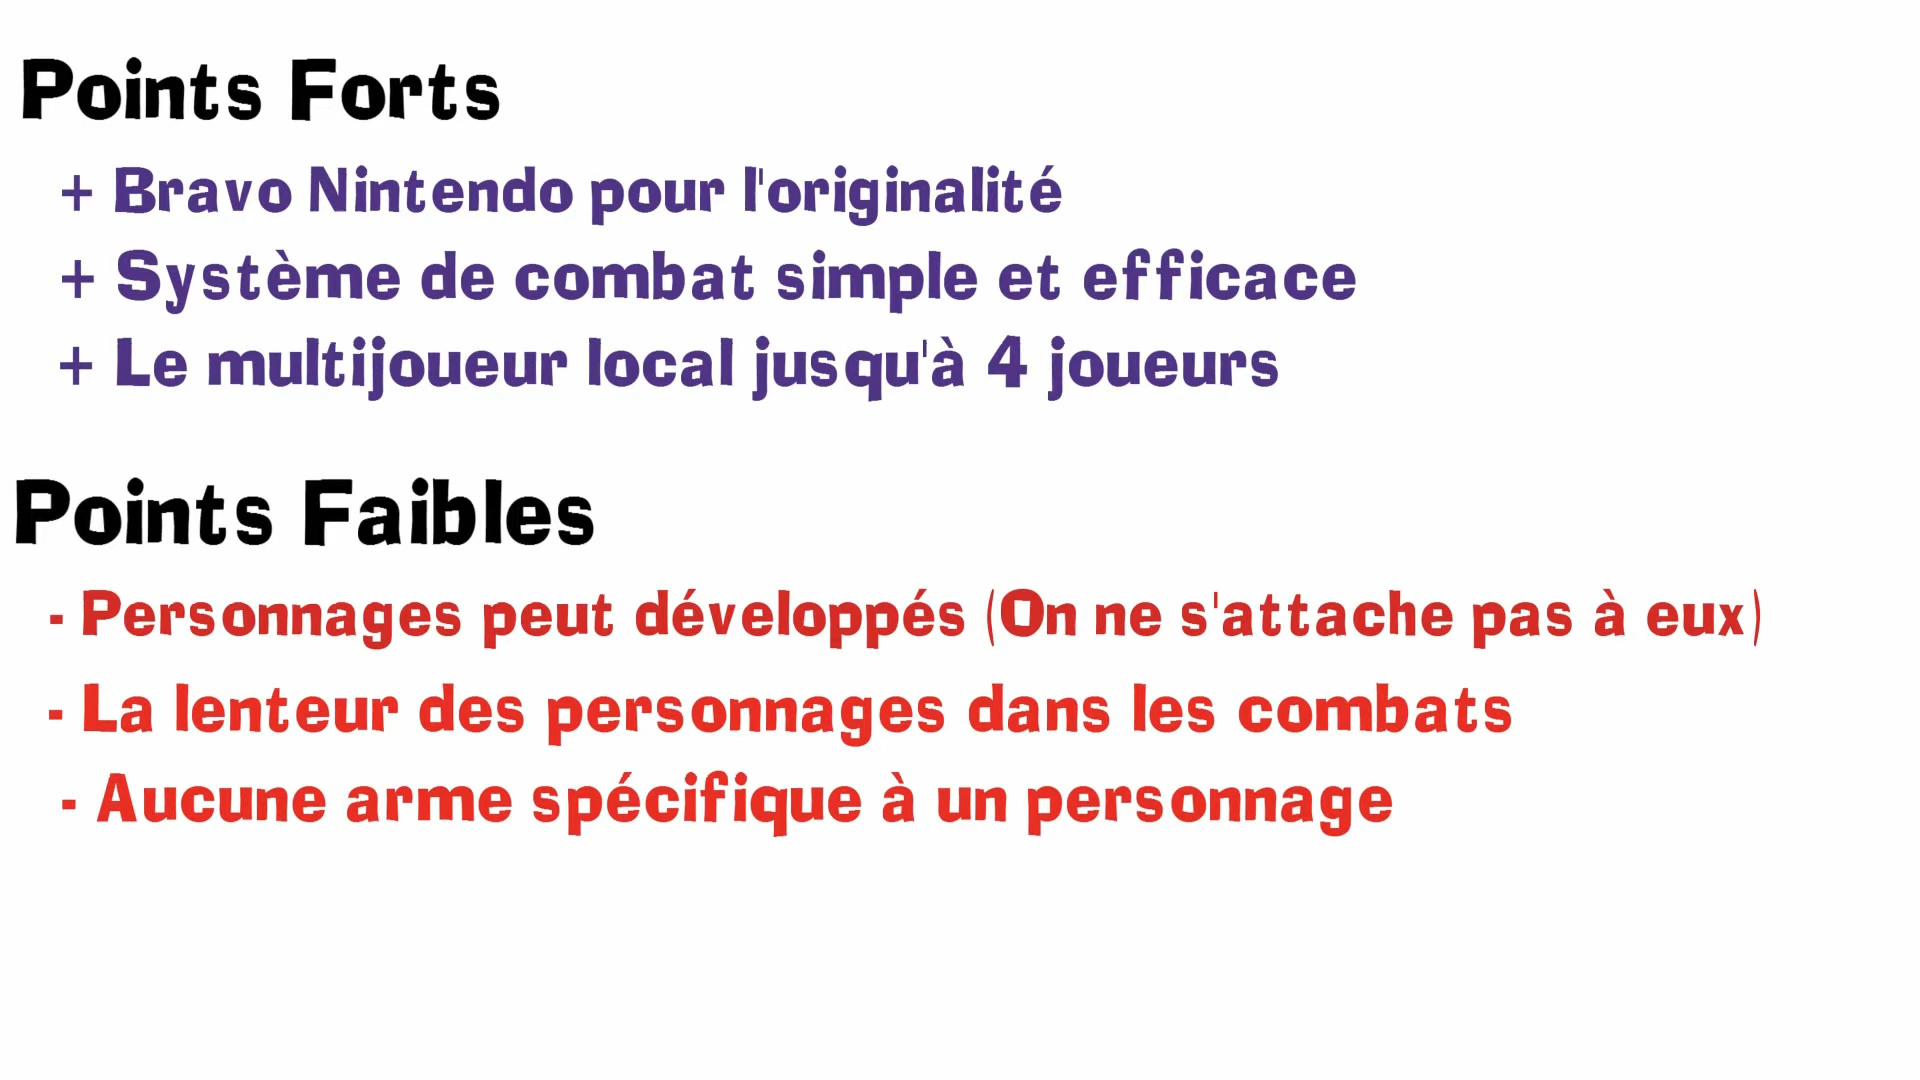 Points Forts
+ Bravo Nintendo pour l'originalité
+ Système de combat simple et efficace
+ Le multijoueur local jusqu'à 4 joueurs
Points Faibles
- Personnages peut développés (On ne s'attache pas à eux)
- La lenteur des personnages dans les combats
- Aucune arme spécifique à un personnage